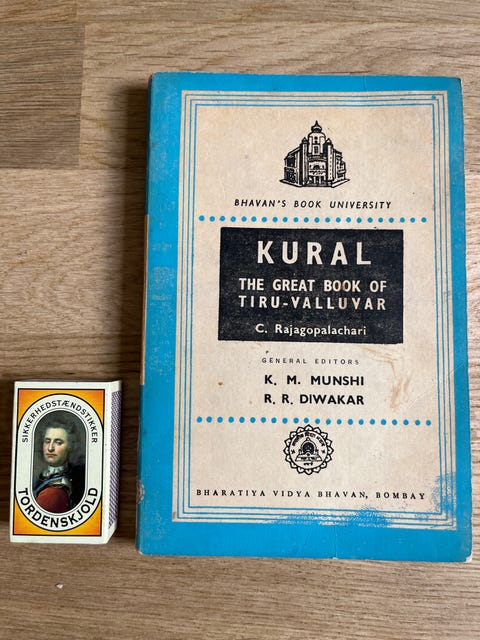 BHAVAN'S BOOK UNIVERSITY
KURAL
THE GREAT BOOK OF
TIRU-VALLUVAR
C. Rajagopalachari
GENERAL EDITORS
K. M. MUNSHI
R. R. DIWAKAR
BHARATIYA VIDYA BHAVAN, BOMBAY
SIKKERHEDSTÆNDSTIKKER
TORDENSKJOLD